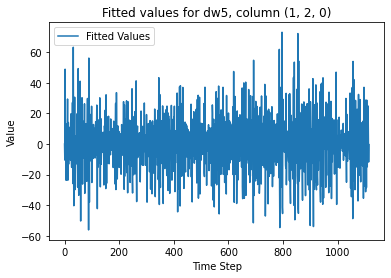 Fitted values for dw5, column (1, 2, 0)
Fitted Values
60
40
20
0
−20
−40
−60
Value
0 200 400 600 800 1000
Time Step